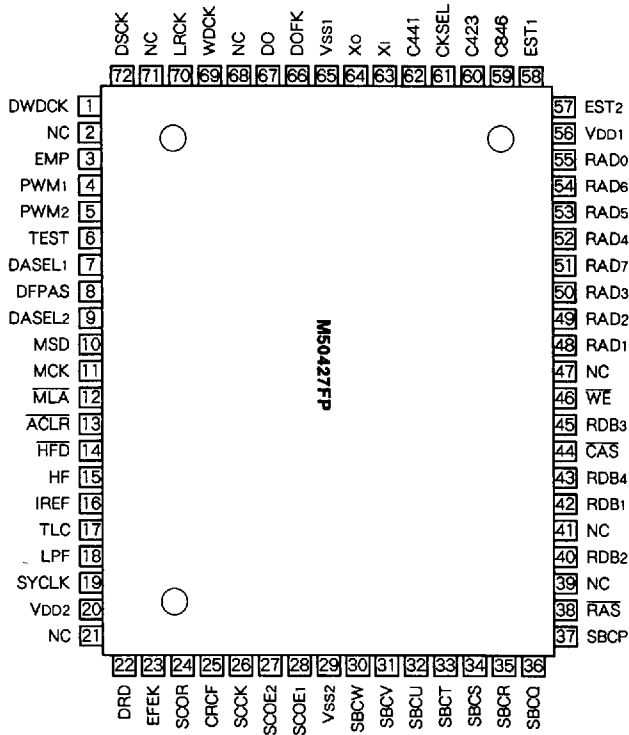 DSCK NC LRCK WDCK NC DO DOFK VSS1 XO XI C441 CKSEL C423 C846 EST1
72 71 70 69 68 67 66 65 64 63 62 61 60 59 58
DWDCK 1
NC 2
EMP 3
PWM1 4
PWM2 5
TEST 6
DASEL1 7
DFPAS 8
DASEL2 9
MSD 10
MCK 11
MLA 12
ACLR 13
HFD 14
HF 15
IREF 16
TLC 17
LPF 18
SYCLK 19
VDD2 20
NC 21
M50427FP
57 EST2
56 VDD1
55 RAD0
54 RAD6
53 RAD5
52 RAD4
51 RAD7
50 RAD3
49 RAD2
48 RAD1
47 NC
46 WE
45 RDB3
44 CAS
43 RDB4
42 RDB1
41 NC
40 RDB2
39 NC
38 RAS
37 SBCP
22 23 24 25 26 27 28 29 30 31 32 33 34 35 36
DRD EFEK SCOR CRCF SCCK SCOE2 SCOE1 VSS2 SBCW SBCV SBCU SBCT SBCS SBCR SBCQ